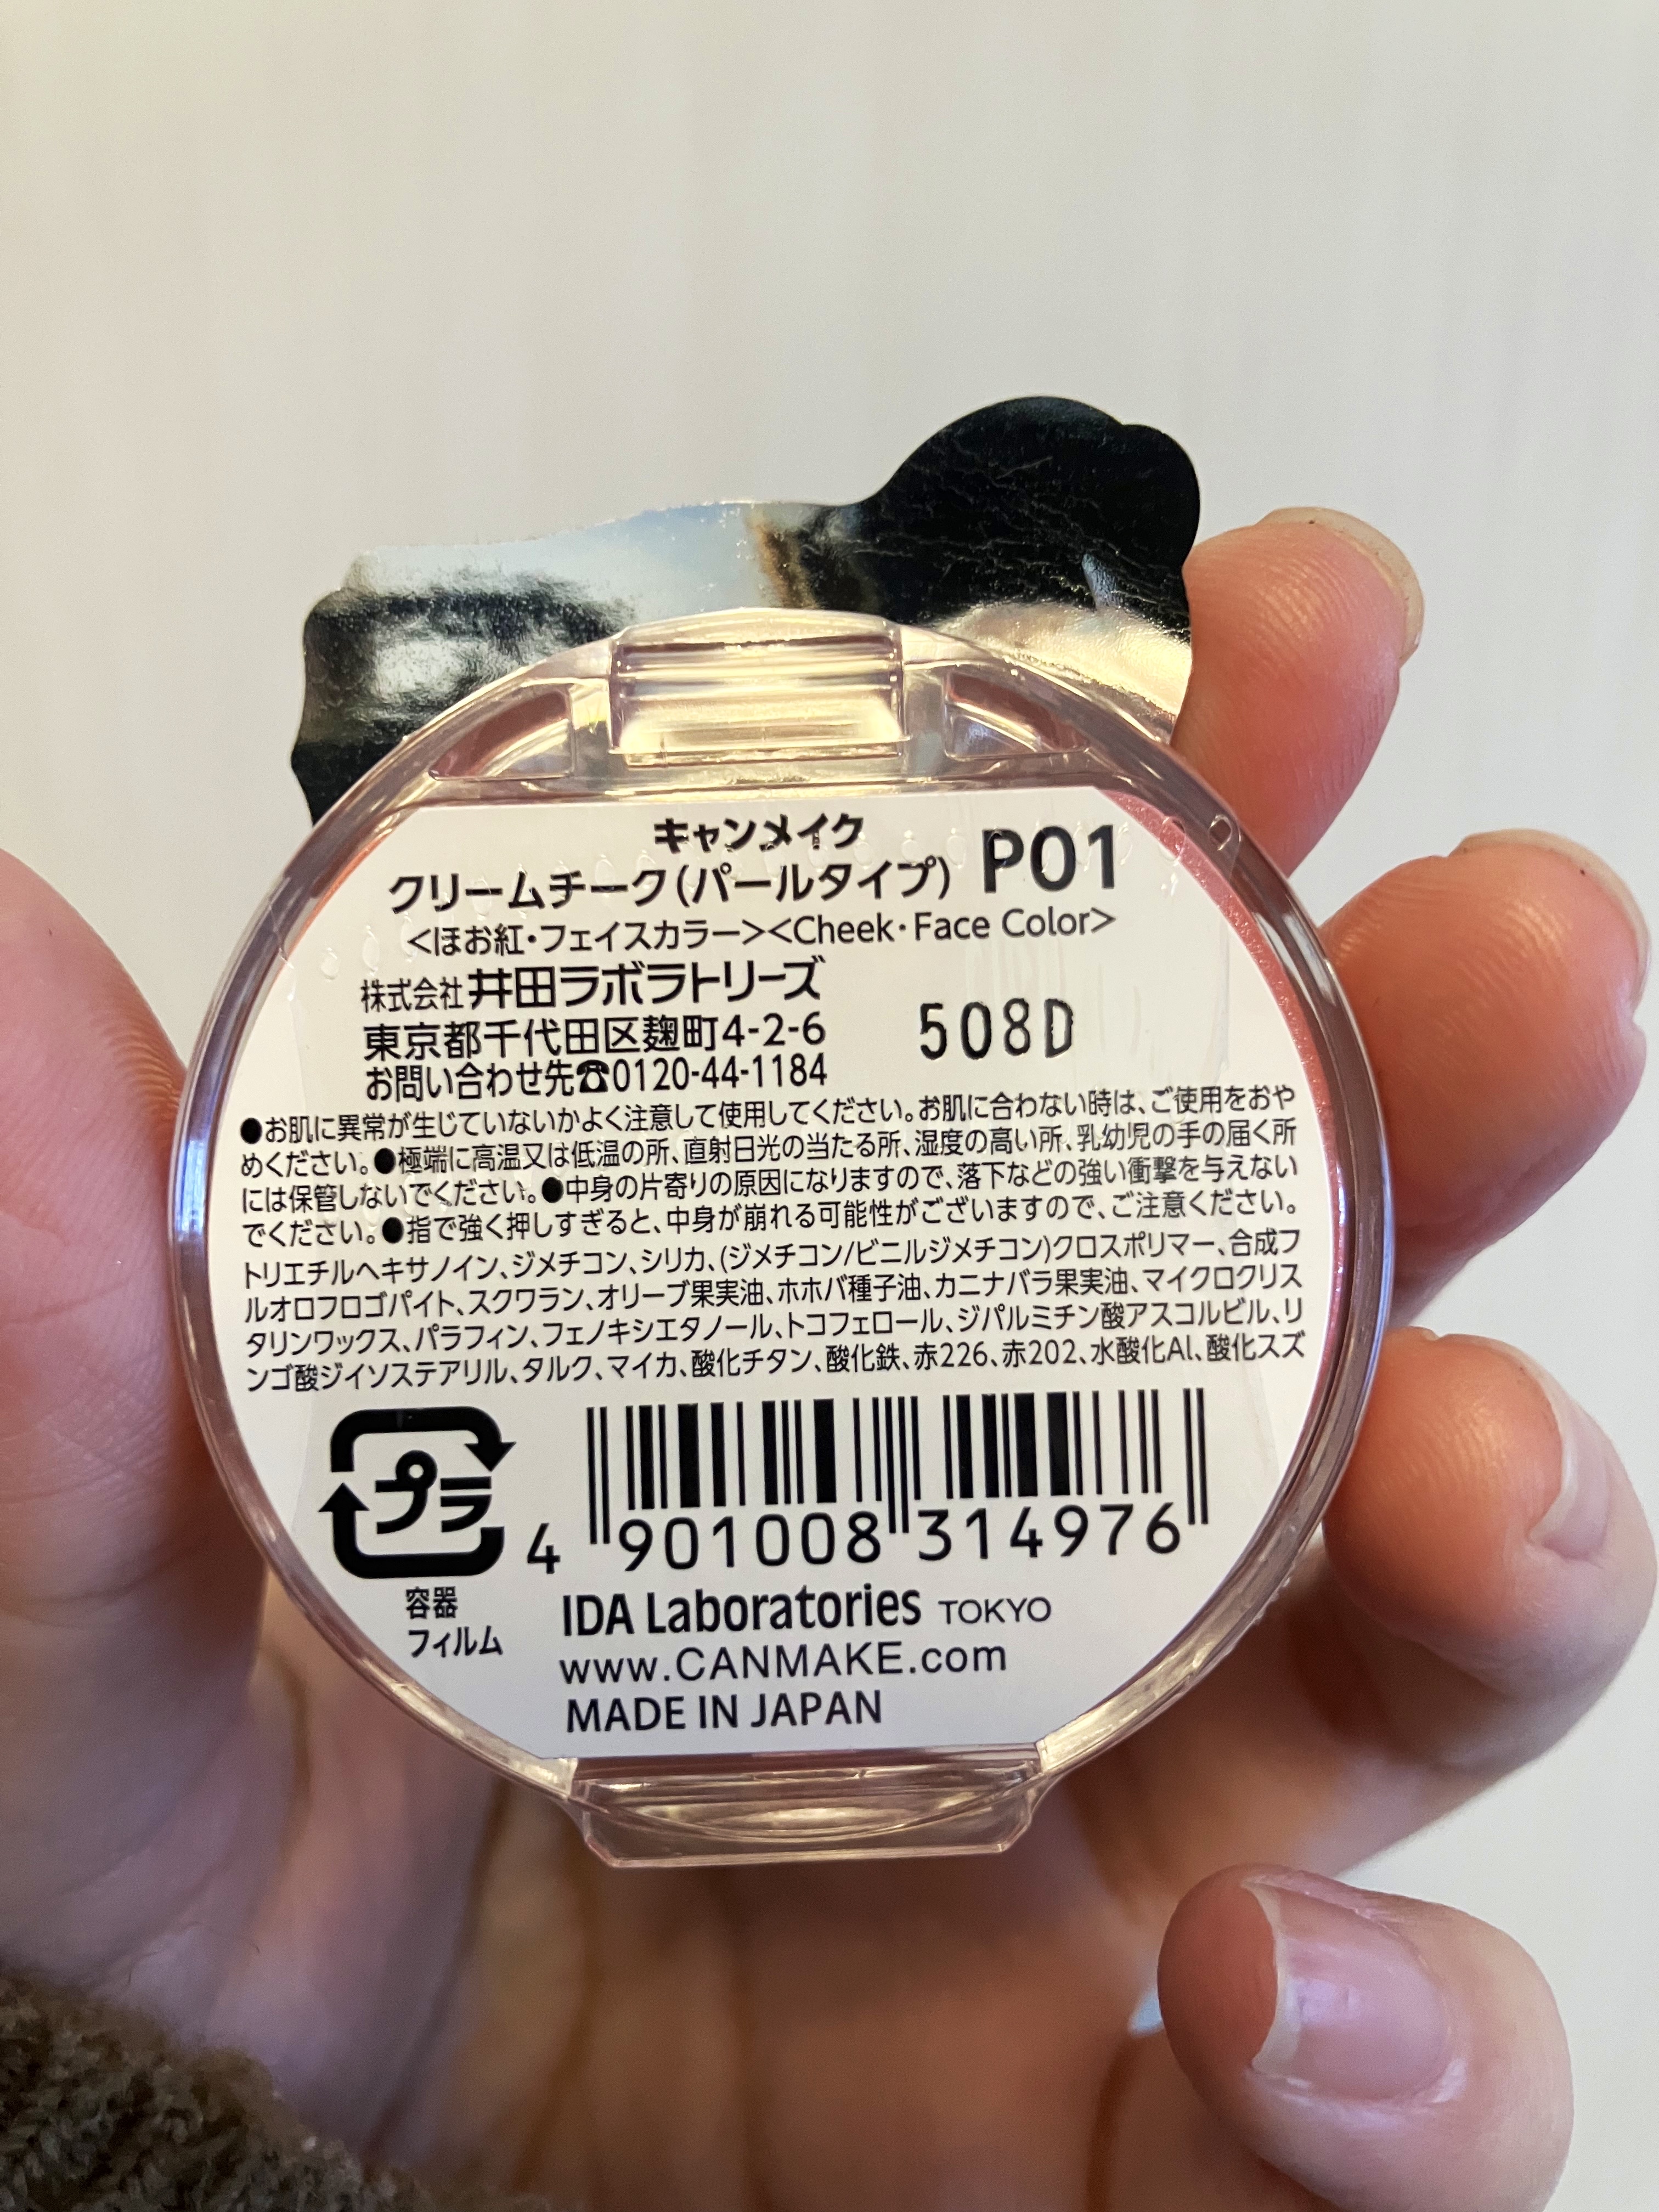 キャンメイク
クリームチーク(パールタイプ) P01
<ほお紅・フェイスカラー><Cheek・Face Color>
株式会社 井田ラボラトリーズ
東京都千代田区麹町4-2-6
お問い合わせ先☎0120-44-1184
508D
●お肌に異常が生じていないかよく注意して使用してください。お肌に合わない時は、ご使用をおや
めください。●極端に高温又は低温の所、直射日光の当たる所、湿度の高い所、乳幼児の手の届く所
には保管しないでください。●中身の片寄りの原因になりますので、落下などの強い衝撃を与えない
でください。●指で強く押しすぎると、中身が崩れる可能性がございますので、ご注意ください。
トリエチルヘキサノイン、ジメチコン、シリカ、(ジメチコン/ビニルジメチコン)クロスポリマー、合成フ
ルオロフロゴパイト、スクワラン、オリーブ果実油、ホホバ種子油、カニナバラ果実油、マイクロクリス
タリンワックス、パラフィン、フェノキシエタノール、トコフェロール、ジパルミチン酸アスコルビル、リ
ンゴ酸ジイソステアリル、タルク、マイカ、酸化チタン、酸化鉄、赤226、赤202、水酸化Al、酸化スズ
プラ
容器
フィルム
4 901008 314976
IDA Laboratories TOKYO
www.CANMAKE.com
MADE IN JAPAN